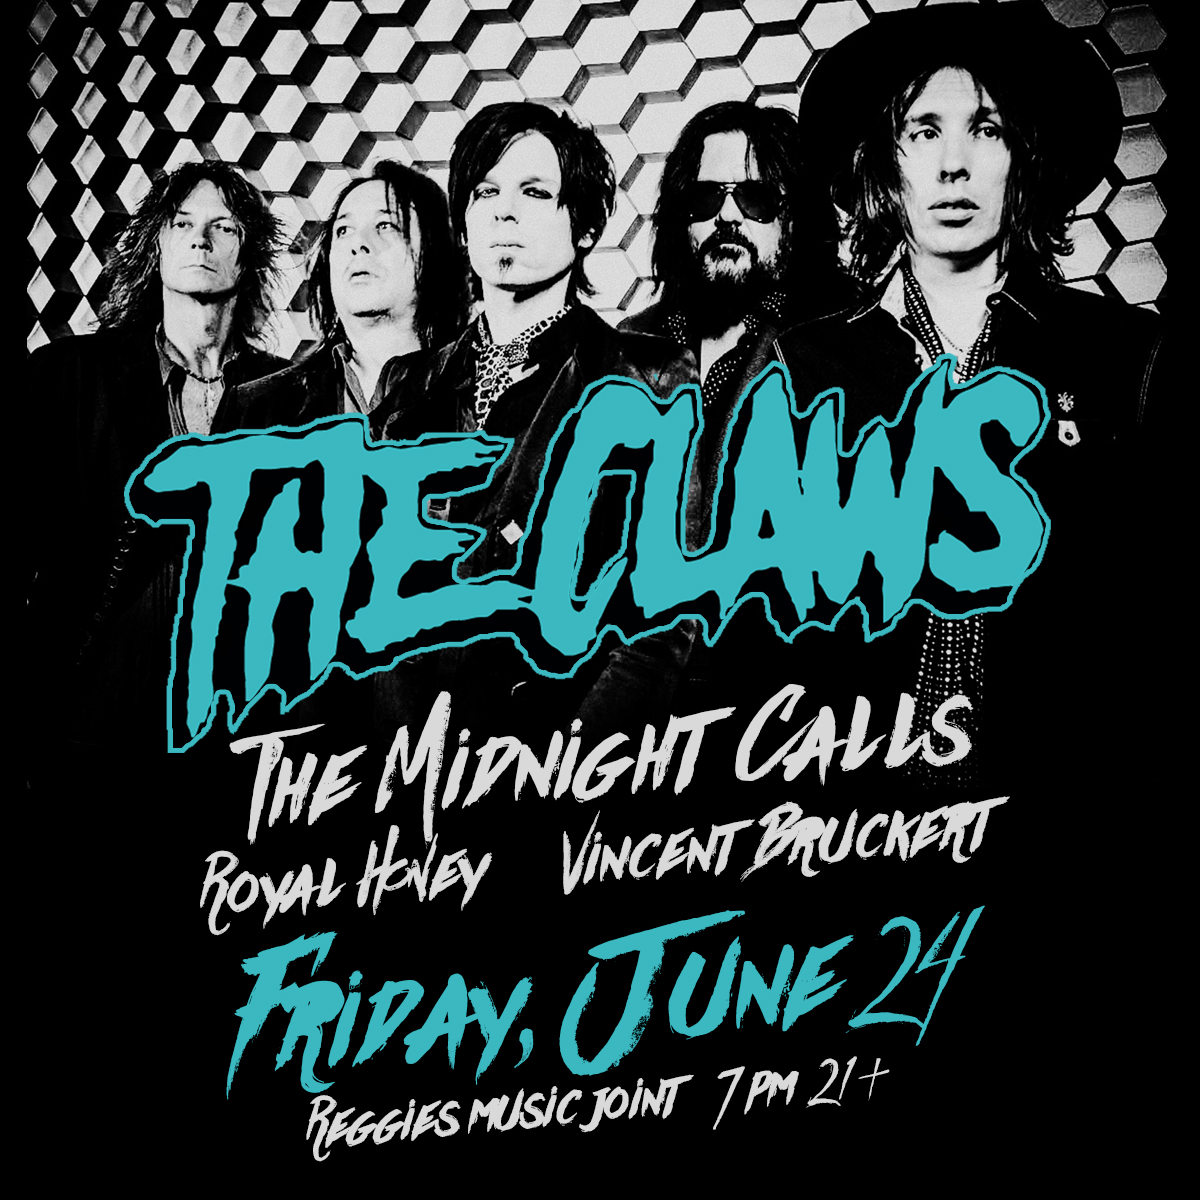 THE CLAWS
THE MIDNIGHT CALLS
ROYAL HONEY VINCENT BRUCKERT
FRIDAY, JUNE 24
REGGIES MUSIC JOINT 7 PM 21+